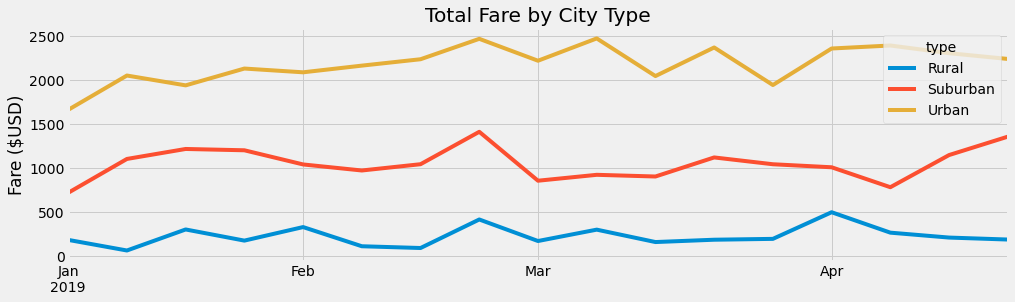 Total Fare by City Type
Fare ($USD)
2500
2000
1500
1000
500
0
type
Rural
Suburban
Urban
Jan
2019
Feb
Mar
Apr